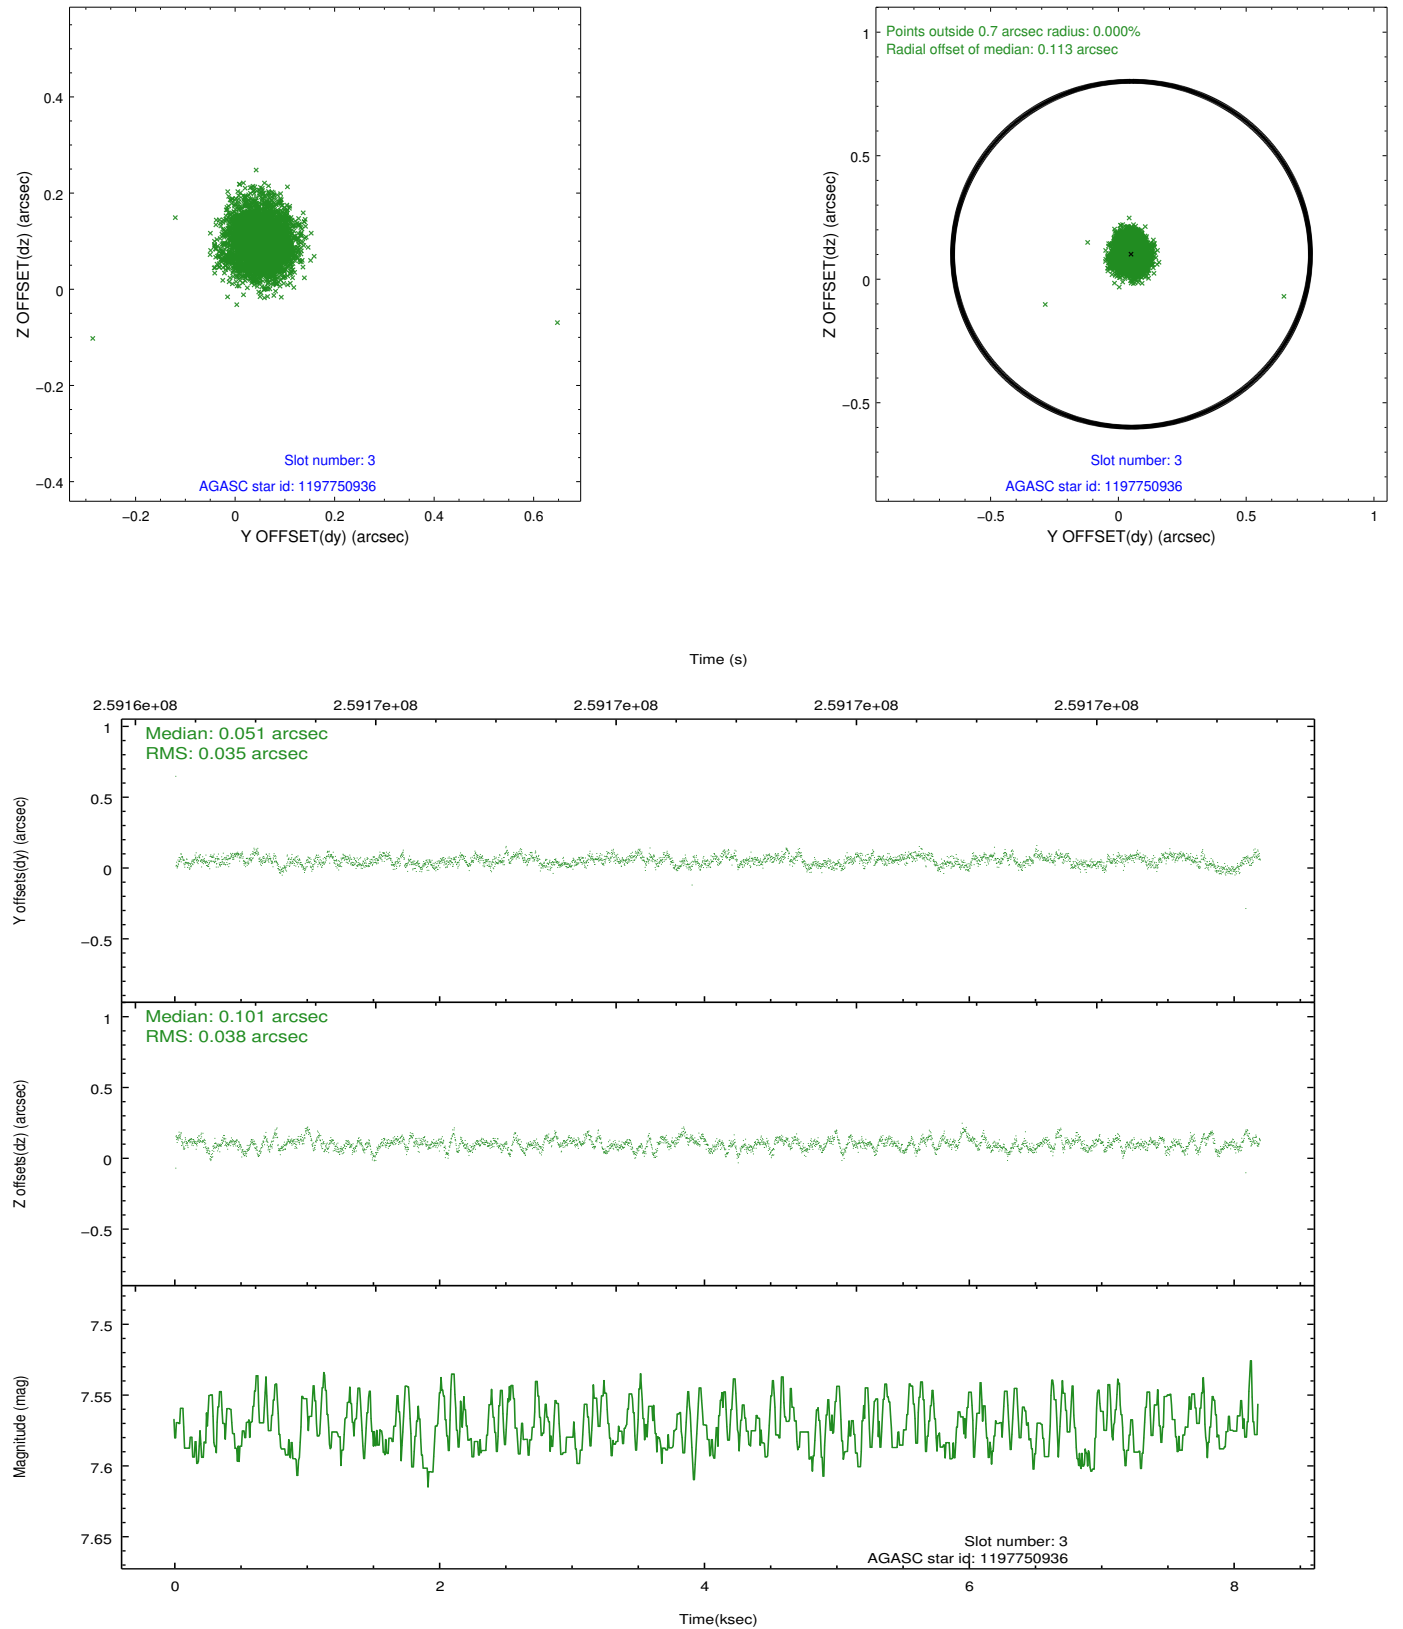 0.4
0.2
0
−0.2
−0.4
Z OFFSET(dz) (arcsec)
Slot number: 3
AGASC star id: 1197750936
−0.2 0 0.2 0.4 0.6
Y OFFSET(dy) (arcsec)
Points outside 0.7 arcsec radius: 0.000%
Radial offset of median: 0.113 arcsec
1
0.5
0
−0.5
Z OFFSET(dz) (arcsec)
Slot number: 3
AGASC star id: 1197750936
−0.5 0 0.5 1
Y OFFSET(dy) (arcsec)
Time (s)
2.5916e+08 2.5917e+08 2.5917e+08 2.5917e+08 2.5917e+08
Median: 0.051 arcsec
RMS: 0.035 arcsec
1
0.5
0
−0.5
Y offsets(dy) (arcsec)
Median: 0.101 arcsec
RMS: 0.038 arcsec
1
0.5
0
−0.5
Z offsets(dz) (arcsec)
7.5
7.55
7.6
7.65
Magnitude (mag)
Slot number: 3
AGASC star id: 1197750936
0 2 4 6 8
Time(ksec)